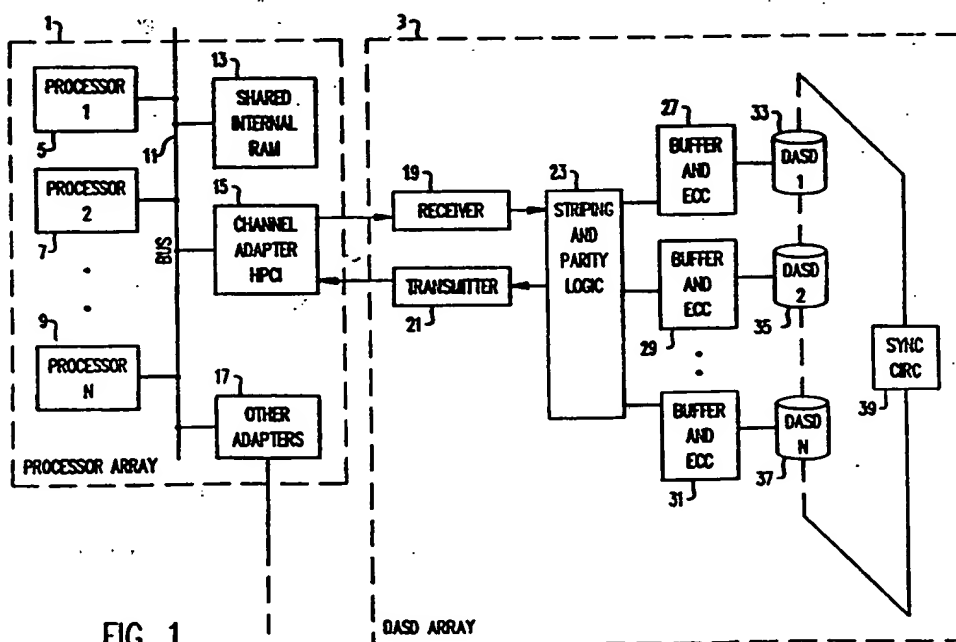 1
PROCESSOR
1
5
PROCESSOR
2
7
9
PROCESSOR
N
11
BUS
13
SHARED
INTERNAL
RAM
15
CHANNEL
ADAPTER
HPCI
17
OTHER
ADAPTERS
PROCESSOR ARRAY
3
19
RECEIVER
TRANSMITTER
21
23
STRIPING
AND
PARITY
LOGIC
27
BUFFER
AND
ECC
BUFFER
AND
ECC
29
BUFFER
AND
ECC
31
33
DASD
1
DASD
2
35
DASD
N
37
SYNC
CIRC
39
DASD ARRAY
FIG. 1